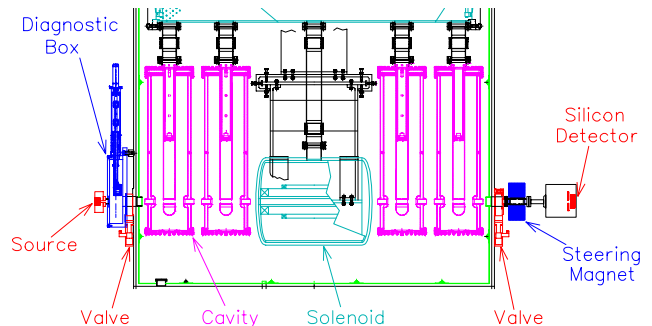 Diagnostic
Box
Silicon
Detector
Source
Steering
Magnet
Valve
Cavity
Solenoid
Valve